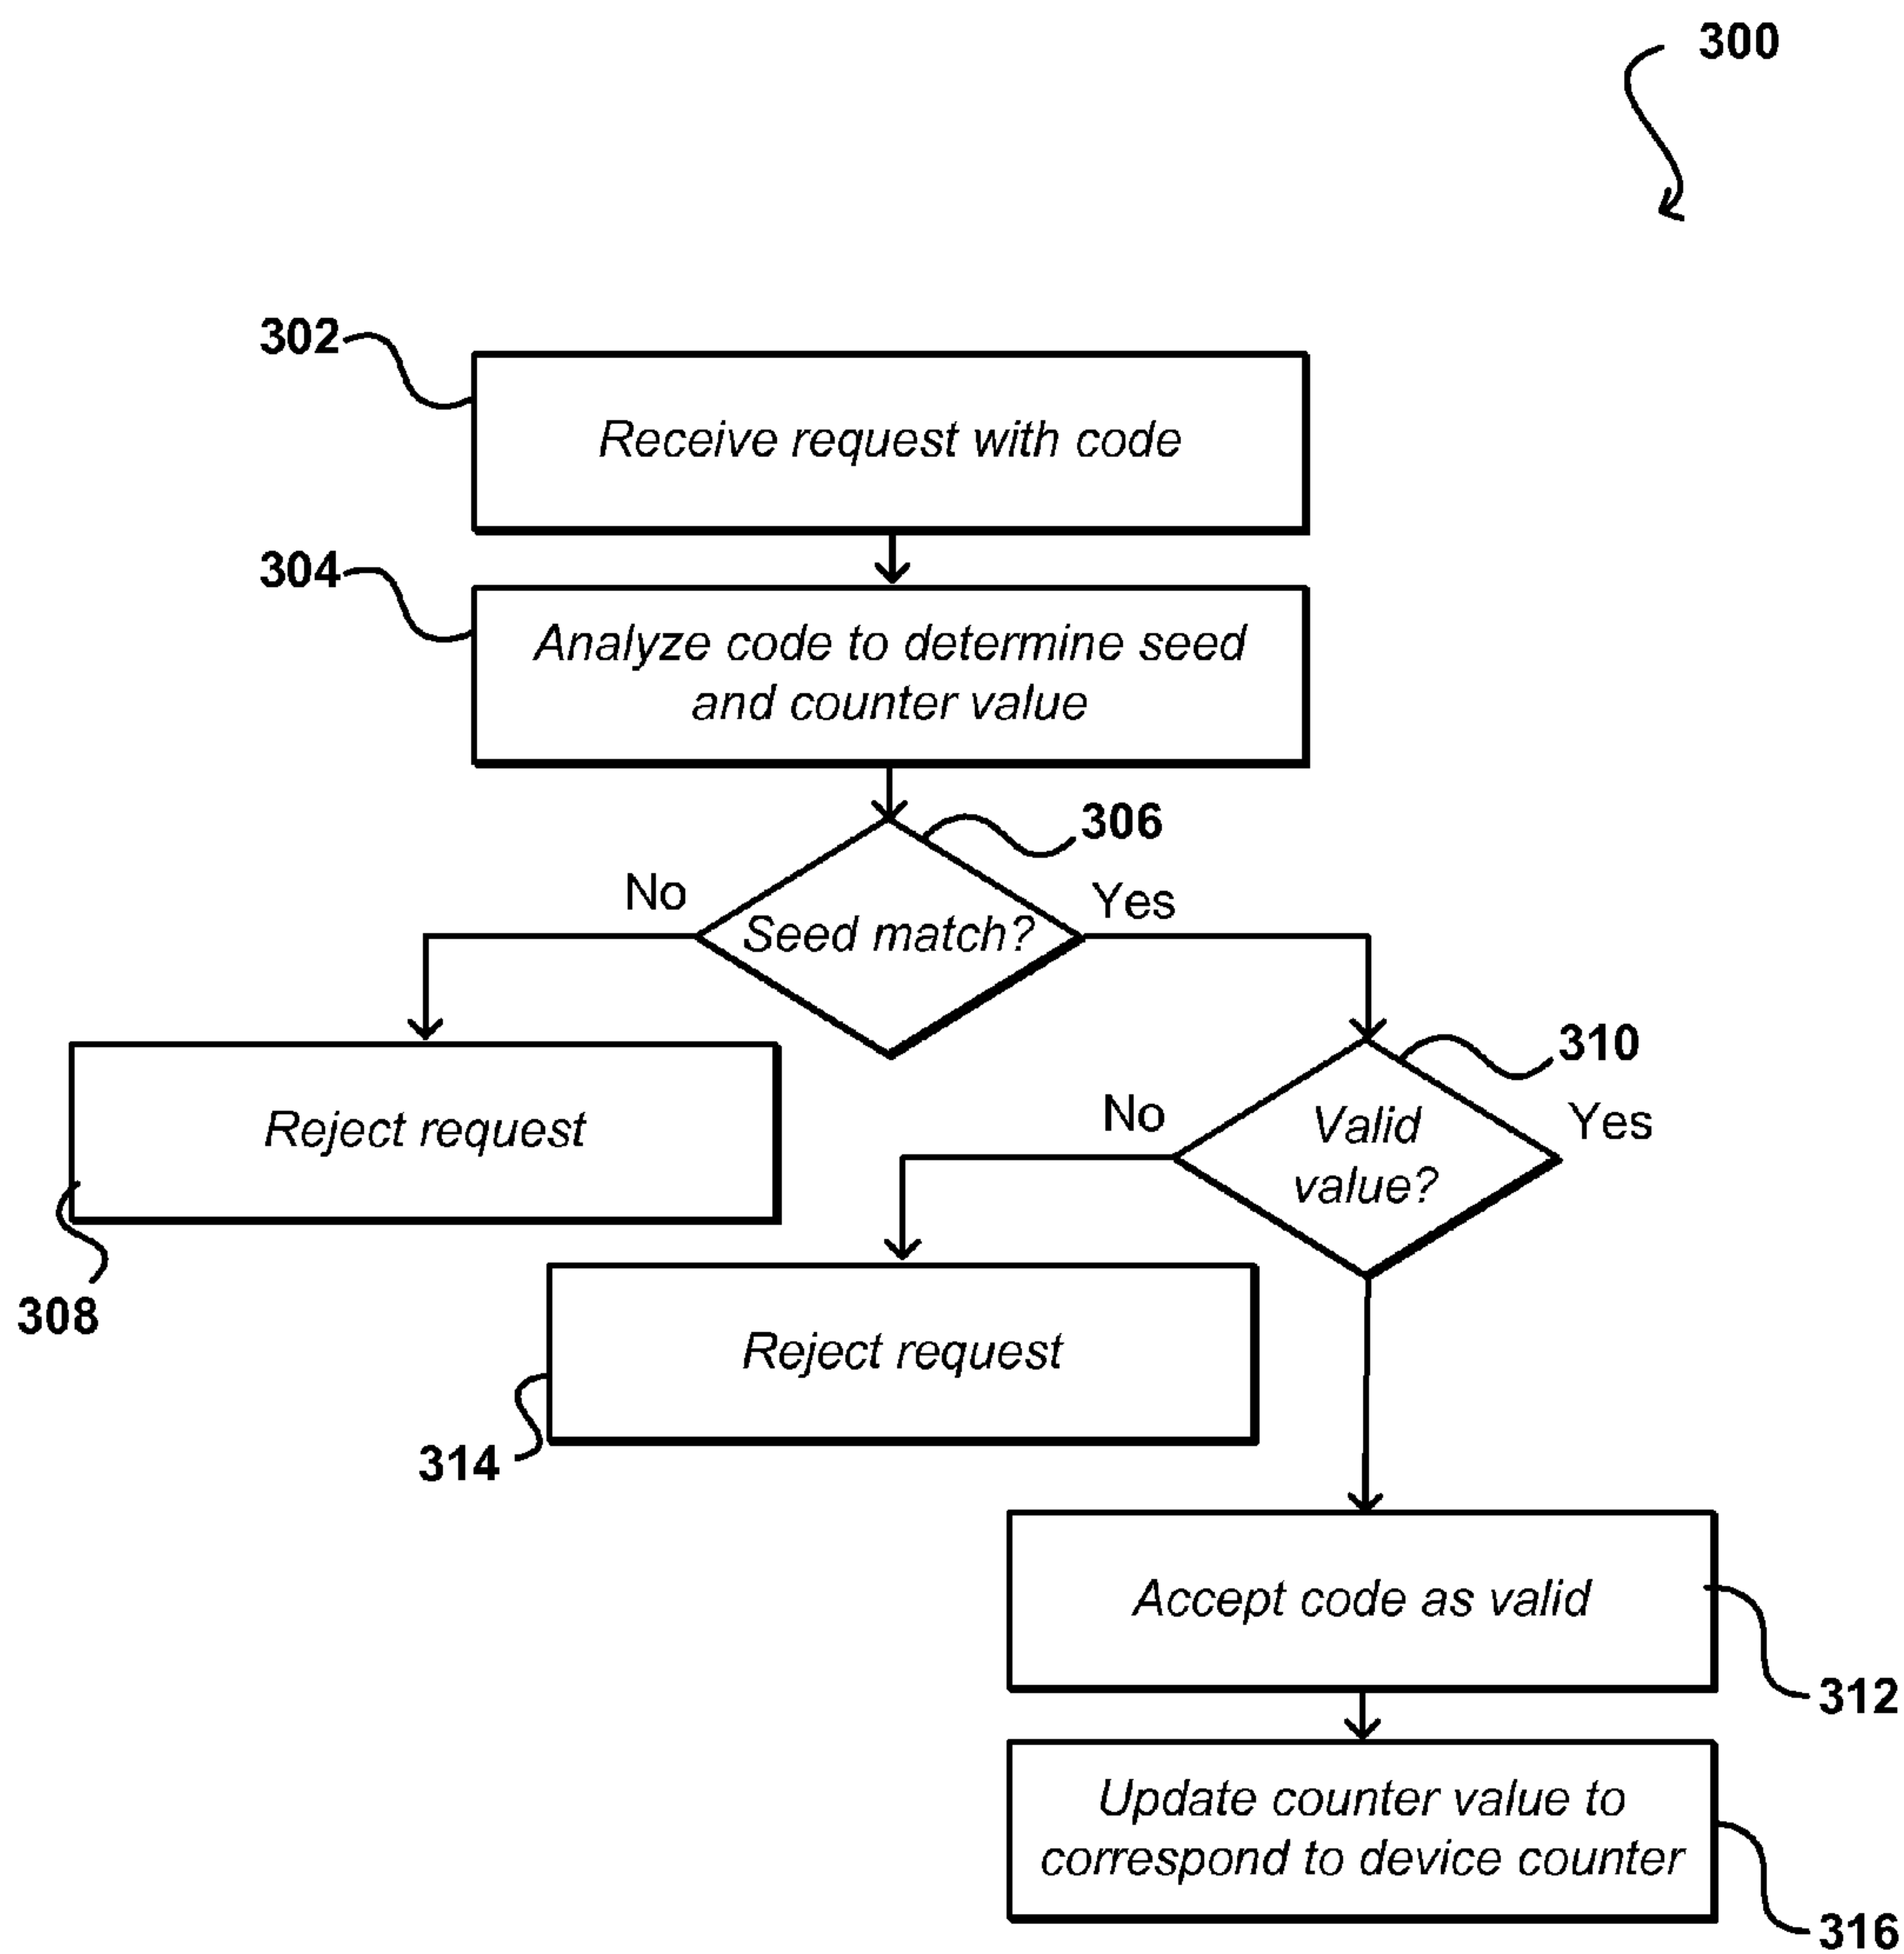 300
302
Receive request with code
304
Analyze code to determine seed
and counter value
306
No
Yes
Seed match?
310
No
Yes
Valid
value?
Reject request
308
Reject request
314
Accept code as valid
312
Update counter value to
correspond to device counter
316